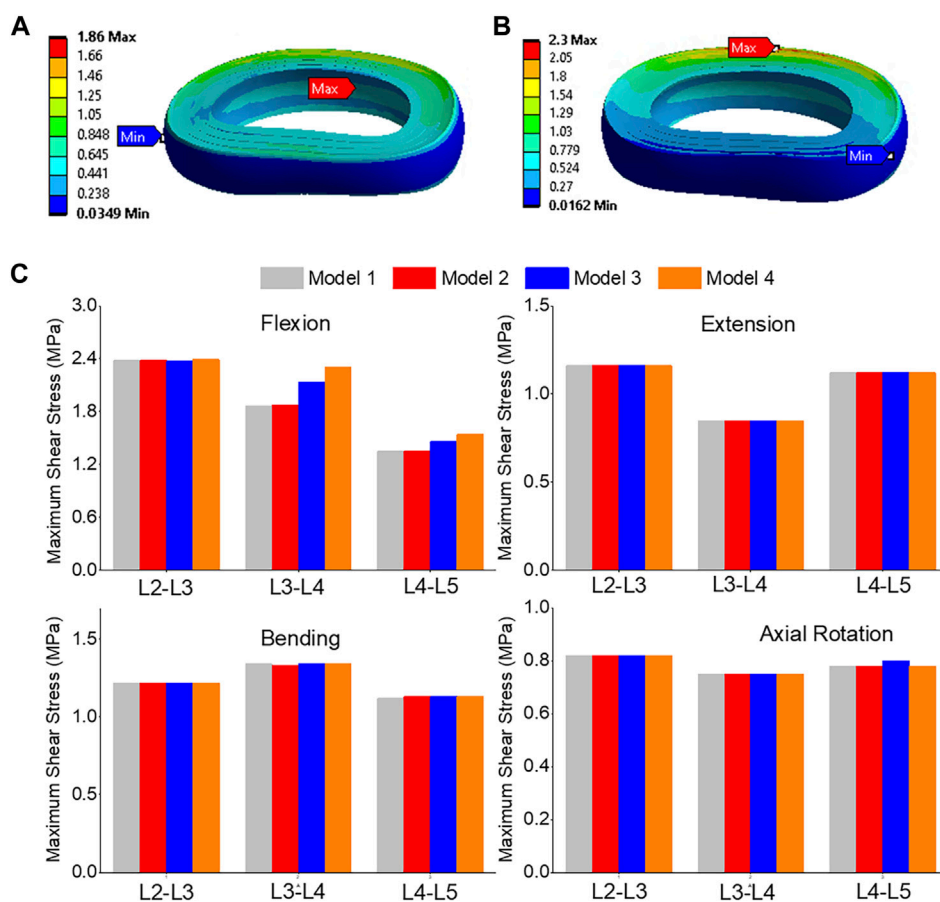 A
1.86 Max
1.66
1.46
1.25
1.05
0.848
0.645
0.441
0.238
0.0349 Min
Min
Max
B
2.3 Max
2.05
1.8
1.54
1.29
1.03
0.779
0.524
0.27
0.0162 Min
Max
Min
C
Model 1 Model 2 Model 3 Model 4
Flexion
Maximum Shear Stress (MPa)
3.0
2.4
1.8
1.2
0.6
0.0
L2-L3 L3-L4 L4-L5
Extension
Maximum Shear Stress (MPa)
1.5
1.0
0.5
0.0
L2-L3 L3-L4 L4-L5
Bending
Maximum Shear Stress (MPa)
1.5
1.0
0.5
0.0
L2-L3 L3-L4 L4-L5
Axial Rotation
Maximum Shear Stress (MPa)
1.0
0.8
0.6
0.4
0.2
0.0
L2-L3 L3-L4 L4-L5